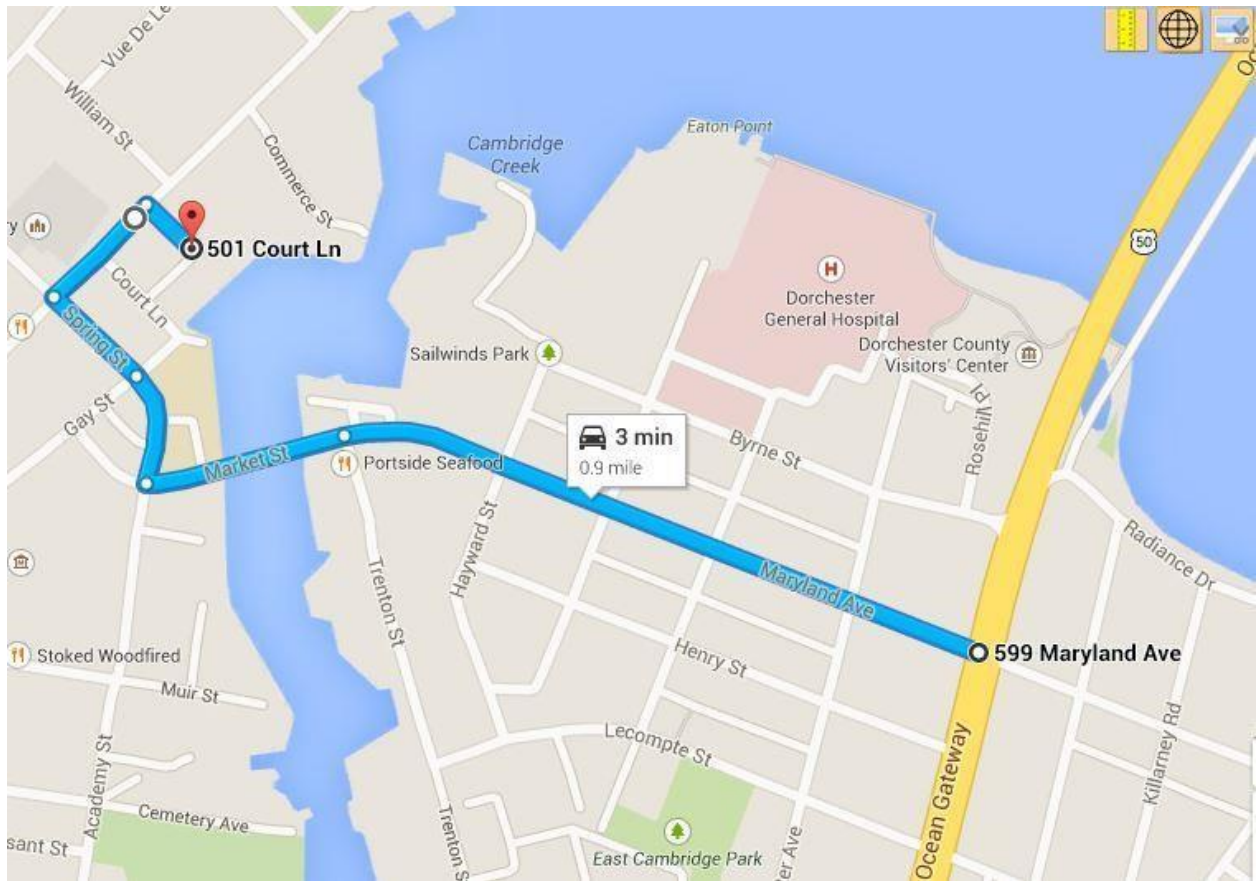 Vue De Le
Oc
William St
Commerce St
Cambridge
Creek
Eaton Point
50
ry
501 Court Ln
H
Dorchester
General Hospital
Court Ln
Spring St
Sailwinds Park
Dorchester County
Visitors' Center
Rosehill Pl
Gay St
3 min
0.9 mile
Byrne St
Market St
Portside Seafood
Hayward St
Radiance Dr
Maryland Ave
Trenton St
599 Maryland Ave
Henry St
Stoked Woodfired
Muir St
Killarney Rd
Lecompte St
Academy St
Ocean Gateway
Cemetery Ave
Trenton St
sant St
East Cambridge Park
er Ave